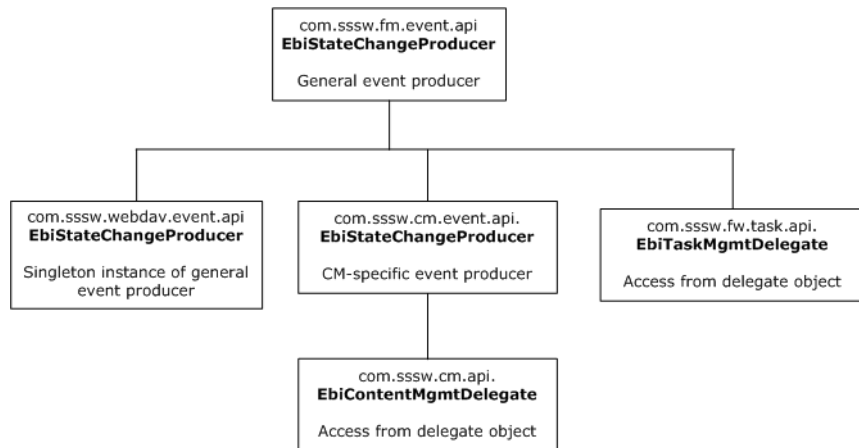 com.sssw.fm.event.api
EbiStateChangeProducer
General event producer
com.sssw.webdav.event.api
EbiStateChangeProducer
Singleton instance of general
event producer
com.sssw.cm.event.api.
EbiStateChangeProducer
CM-specific event producer
com.sssw.fw.task.api.
EbiTaskMgmtDelegate
Access from delegate object
com.sssw.cm.api.
EbiContentMgmtDelegate
Access from delegate object